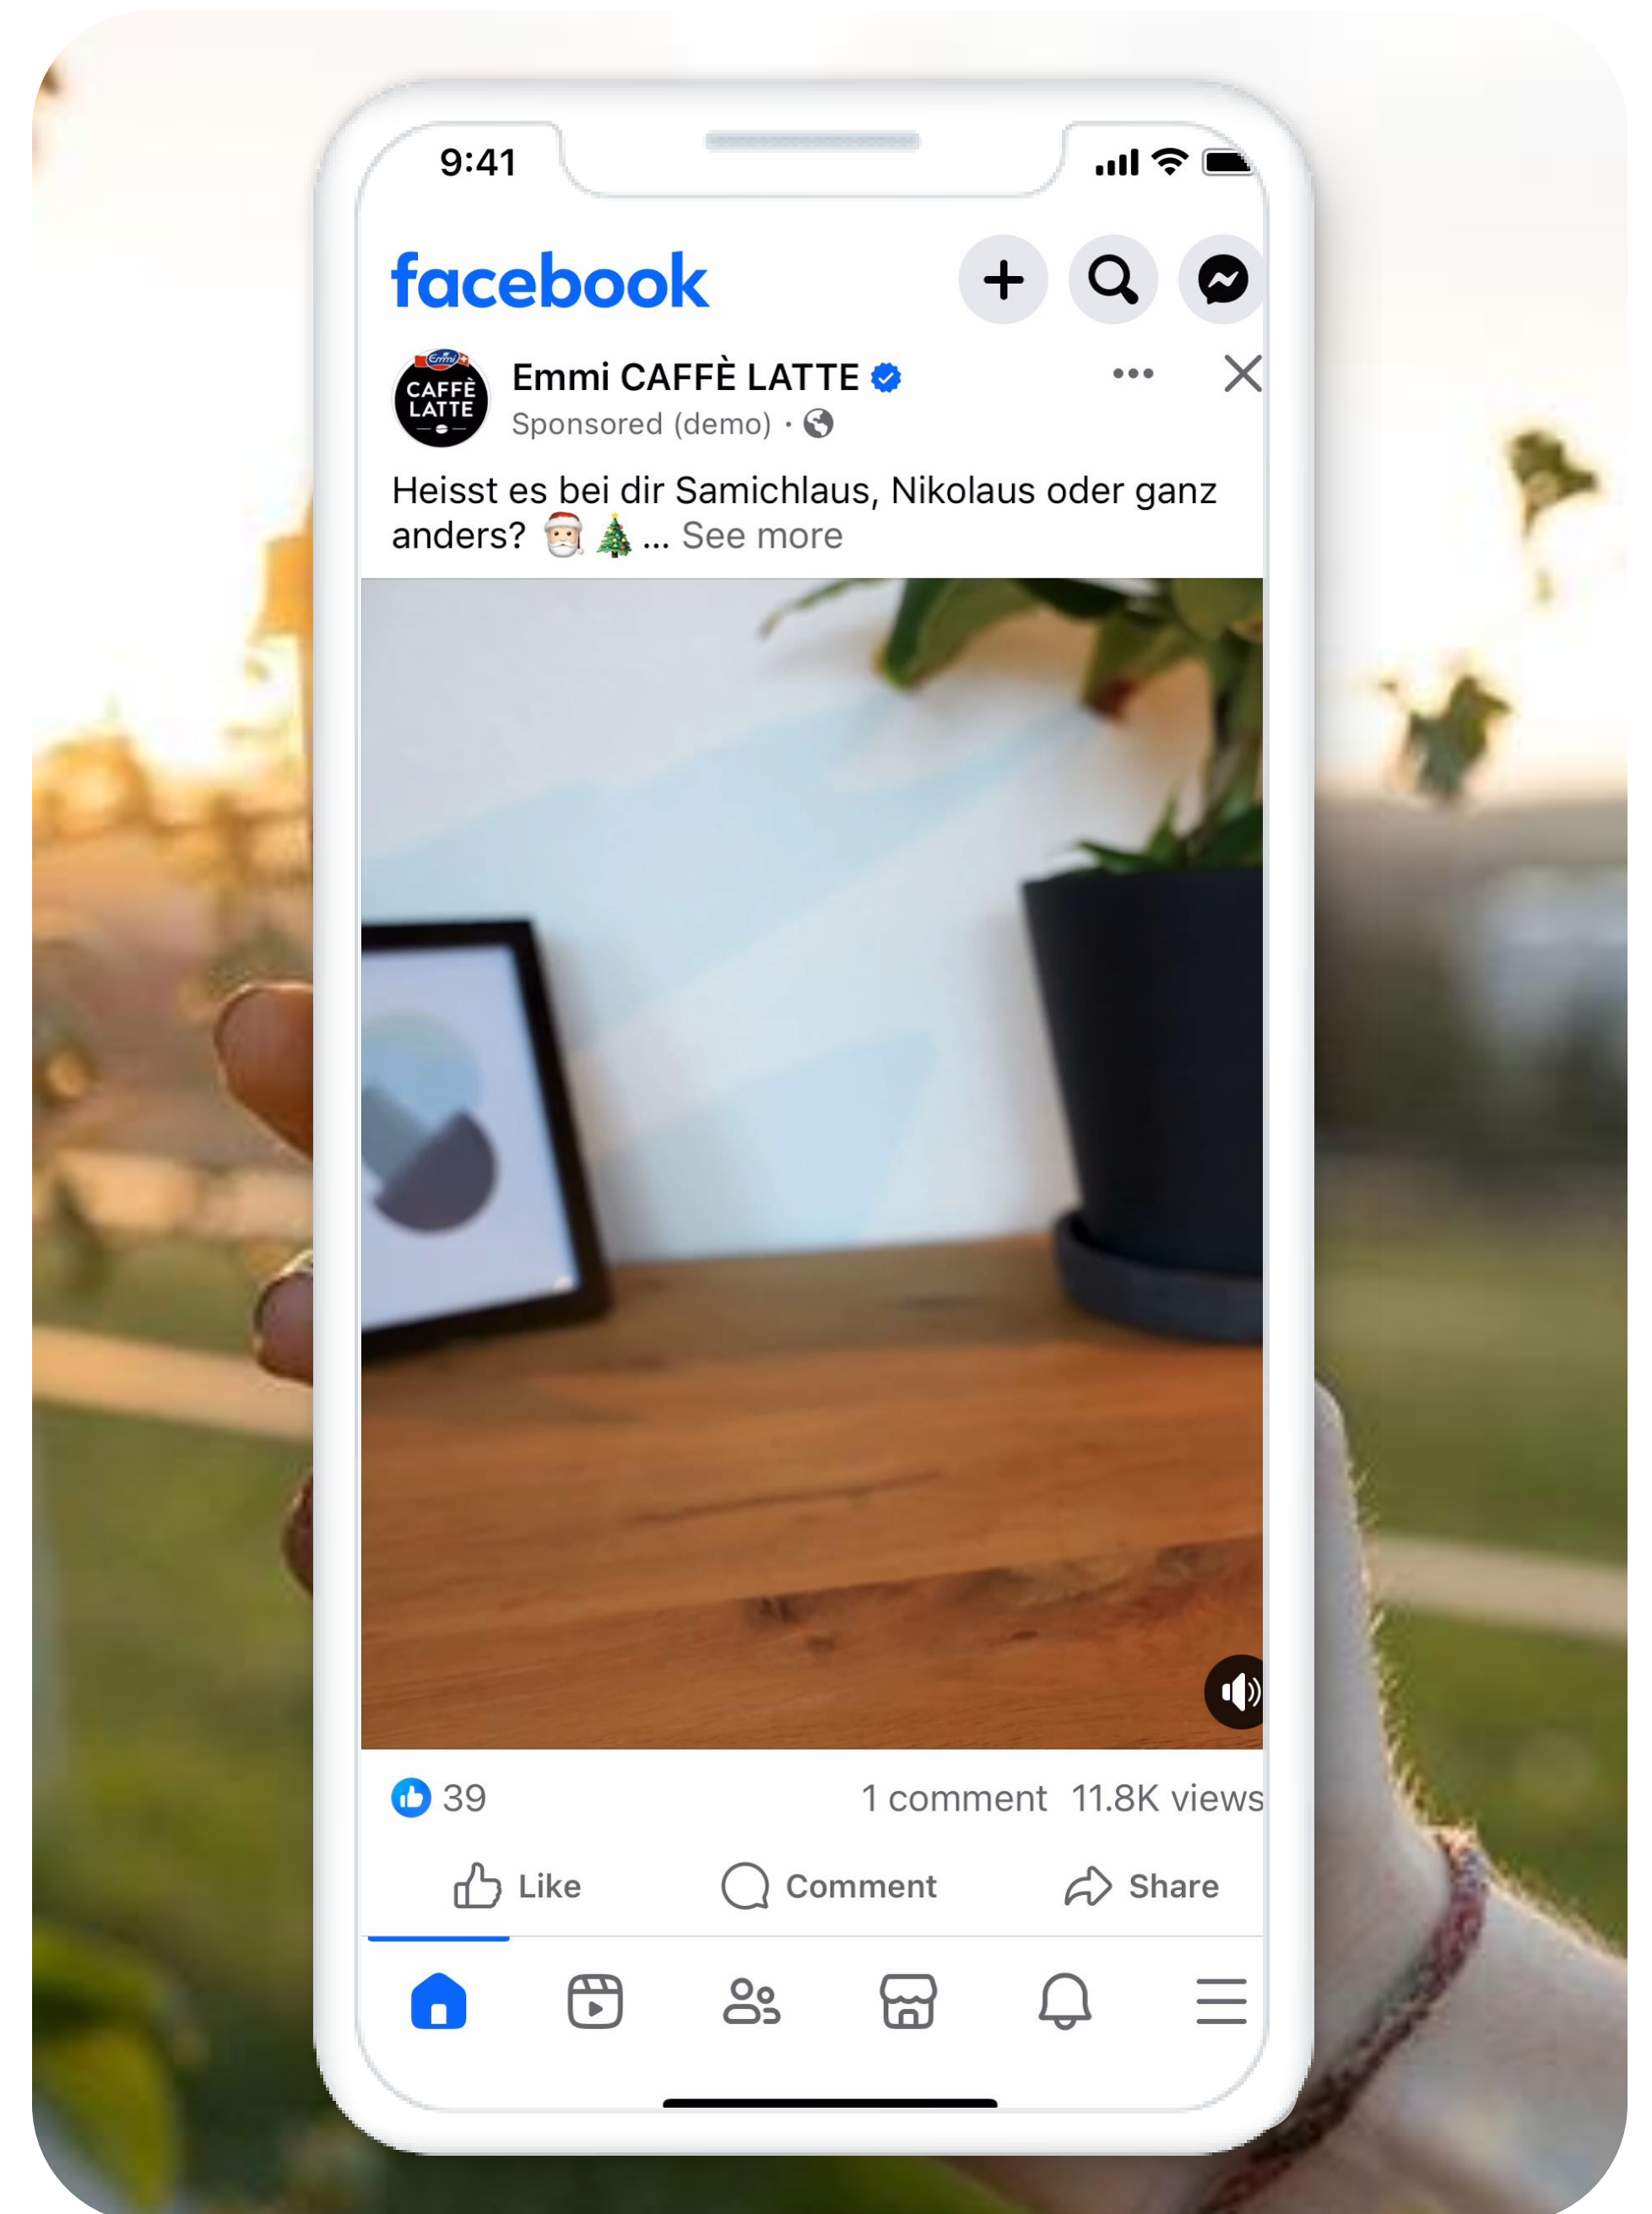 9:41
facebook
Emmi
CAFFÈ
LATTE
Emmi CAFFÈ LATTE
Sponsored (demo) ·
Heisst es bei dir Samichlaus, Nikolaus oder ganz
anders? 🎅🏻🎄... See more
39
1 comment 11.8K views
Like
Comment
Share